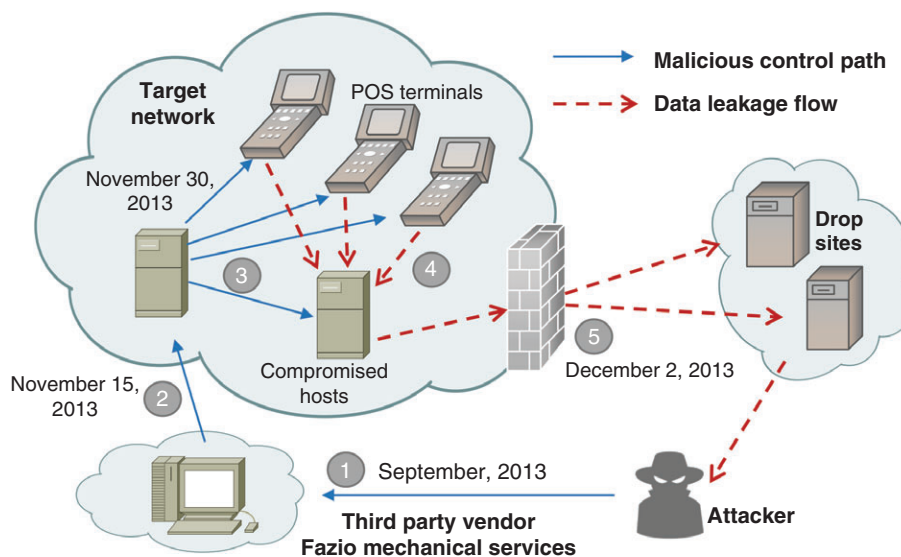 Target
network
POS terminals
Malicious control path
Data leakage flow
November 30,
2013
3
4
Compromised
hosts
Drop
sites
5
December 2, 2013
November 15,
2013
2
1
September, 2013
Third party vendor
Fazio mechanical services
Attacker